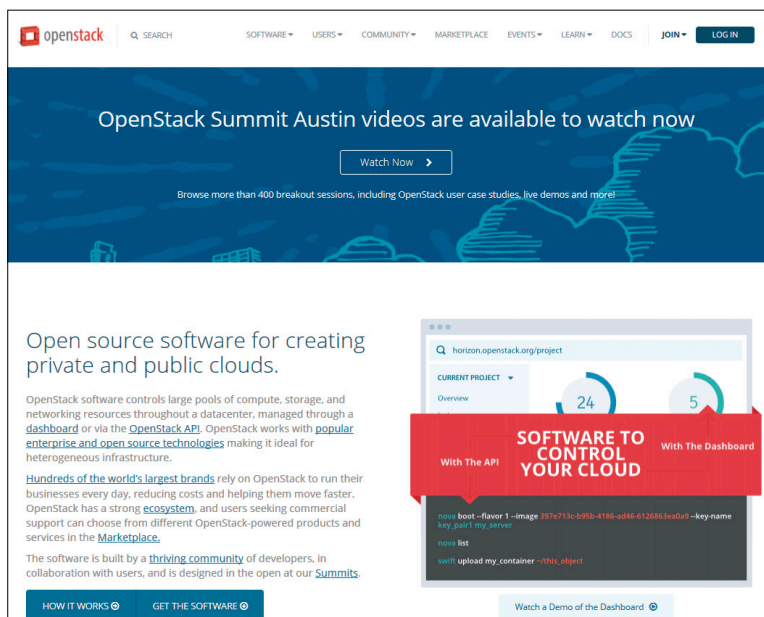 openstack
SEARCH
SOFTWARE
USERS
COMMUNITY
MARKETPLACE
EVENTS
LEARN
DOCS
JOIN
LOG IN
OpenStack Summit Austin videos are available to watch now
Watch Now
Browse more than 400 breakout sessions, including OpenStack user case studies, live demos and more!
Open source software for creating
private and public clouds.
OpenStack software controls large pools of compute, storage, and
networking resources throughout a datacenter, managed through a
dashboard or via the OpenStack API. OpenStack works with popular
enterprise and open source technologies making it ideal for
heterogeneous infrastructure.
Hundreds of the world's largest brands rely on OpenStack to run their
businesses every day, reducing costs and helping them move faster.
OpenStack has a strong ecosystem, and users seeking commercial
support can choose from different OpenStack-powered products and
services in the Marketplace.
The software is built by a thriving community of developers, in
collaboration with users, and is designed in the open at our Summits.
HOW IT WORKS
GET THE SOFTWARE
horizon.openstack.org/project
CURRENT PROJECT
Overview
24
5
With The API
SOFTWARE TO
CONTROL
YOUR CLOUD
With The Dashboard
nova boot --flavor 1 --image 397e713c-b95b-4186-ad46-6126863ea0a9 --key-name
key_pair1 my_server
nova list
swift upload my_container ~/this_object
Watch a Demo of the Dashboard